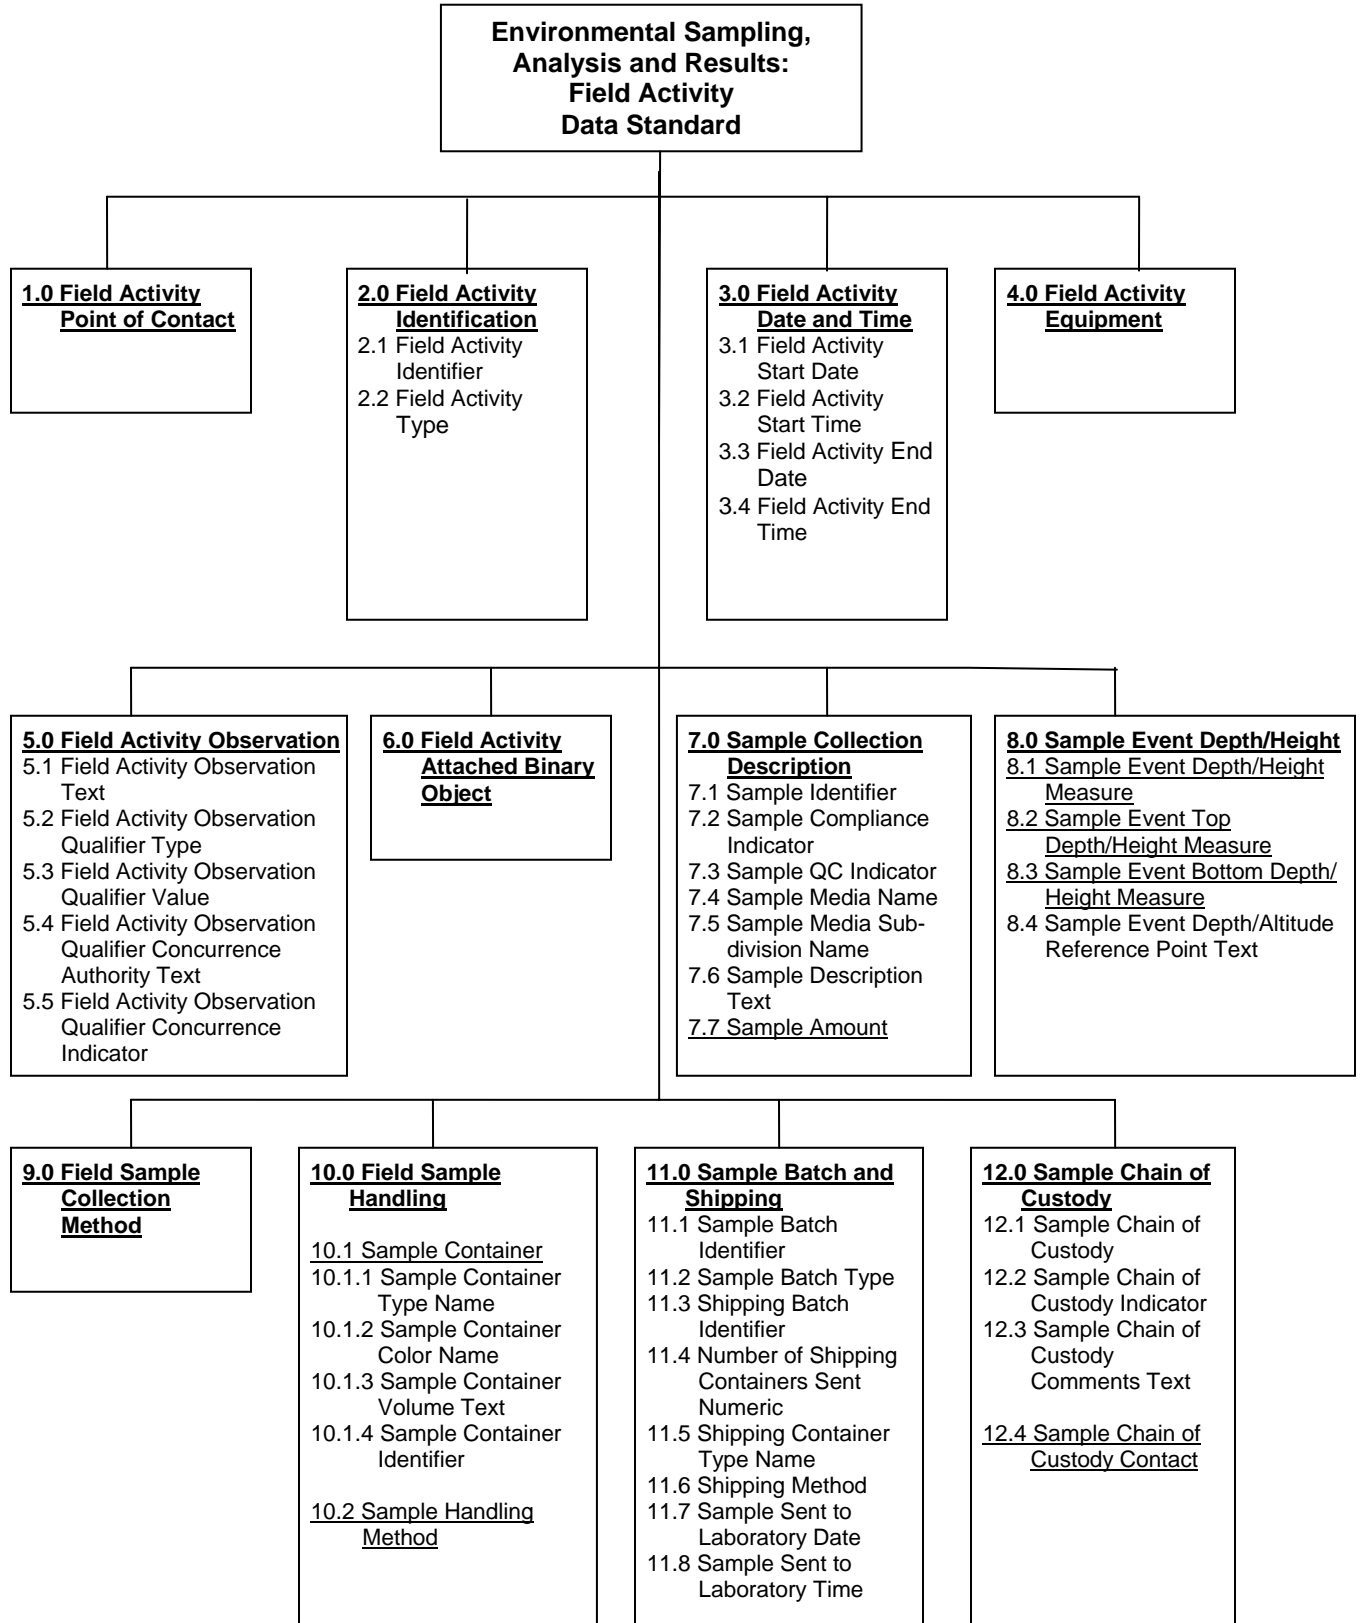 Environmental Sampling,
Analysis and Results:
Field Activity
Data Standard
1.0 Field Activity
Point of Contact
2.0 Field Activity
Identification
2.1 Field Activity
Identifier
2.2 Field Activity
Type
3.0 Field Activity
Date and Time
3.1 Field Activity
Start Date
3.2 Field Activity
Start Time
3.3 Field Activity End
Date
3.4 Field Activity End
Time
4.0 Field Activity
Equipment
5.0 Field Activity Observation
5.1 Field Activity Observation
Text
5.2 Field Activity Observation
Qualifier Type
5.3 Field Activity Observation
Qualifier Value
5.4 Field Activity Observation
Qualifier Concurrence
Authority Text
5.5 Field Activity Observation
Qualifier Concurrence
Indicator
6.0 Field Activity
Attached Binary
Object
7.0 Sample Collection
Description
7.1 Sample Identifier
7.2 Sample Compliance
Indicator
7.3 Sample QC Indicator
7.4 Sample Media Name
7.5 Sample Media Sub-
division Name
7.6 Sample Description
Text
7.7 Sample Amount
8.0 Sample Event Depth/Height
8.1 Sample Event Depth/Height
Measure
8.2 Sample Event Top
Depth/Height Measure
8.3 Sample Event Bottom Depth/
Height Measure
8.4 Sample Event Depth/Altitude
Reference Point Text
9.0 Field Sample
Collection
Method
10.0 Field Sample
Handling
10.1 Sample Container
10.1.1 Sample Container
Type Name
10.1.2 Sample Container
Color Name
10.1.3 Sample Container
Volume Text
10.1.4 Sample Container
Identifier
10.2 Sample Handling
Method
11.0 Sample Batch and
Shipping
11.1 Sample Batch
Identifier
11.2 Sample Batch Type
11.3 Shipping Batch
Identifier
11.4 Number of Shipping
Containers Sent
Numeric
11.5 Shipping Container
Type Name
11.6 Shipping Method
11.7 Sample Sent to
Laboratory Date
11.8 Sample Sent to
Laboratory Time
12.0 Sample Chain of
Custody
12.1 Sample Chain of
Custody
12.2 Sample Chain of
Custody Indicator
12.3 Sample Chain of
Custody
Comments Text
12.4 Sample Chain of
Custody Contact